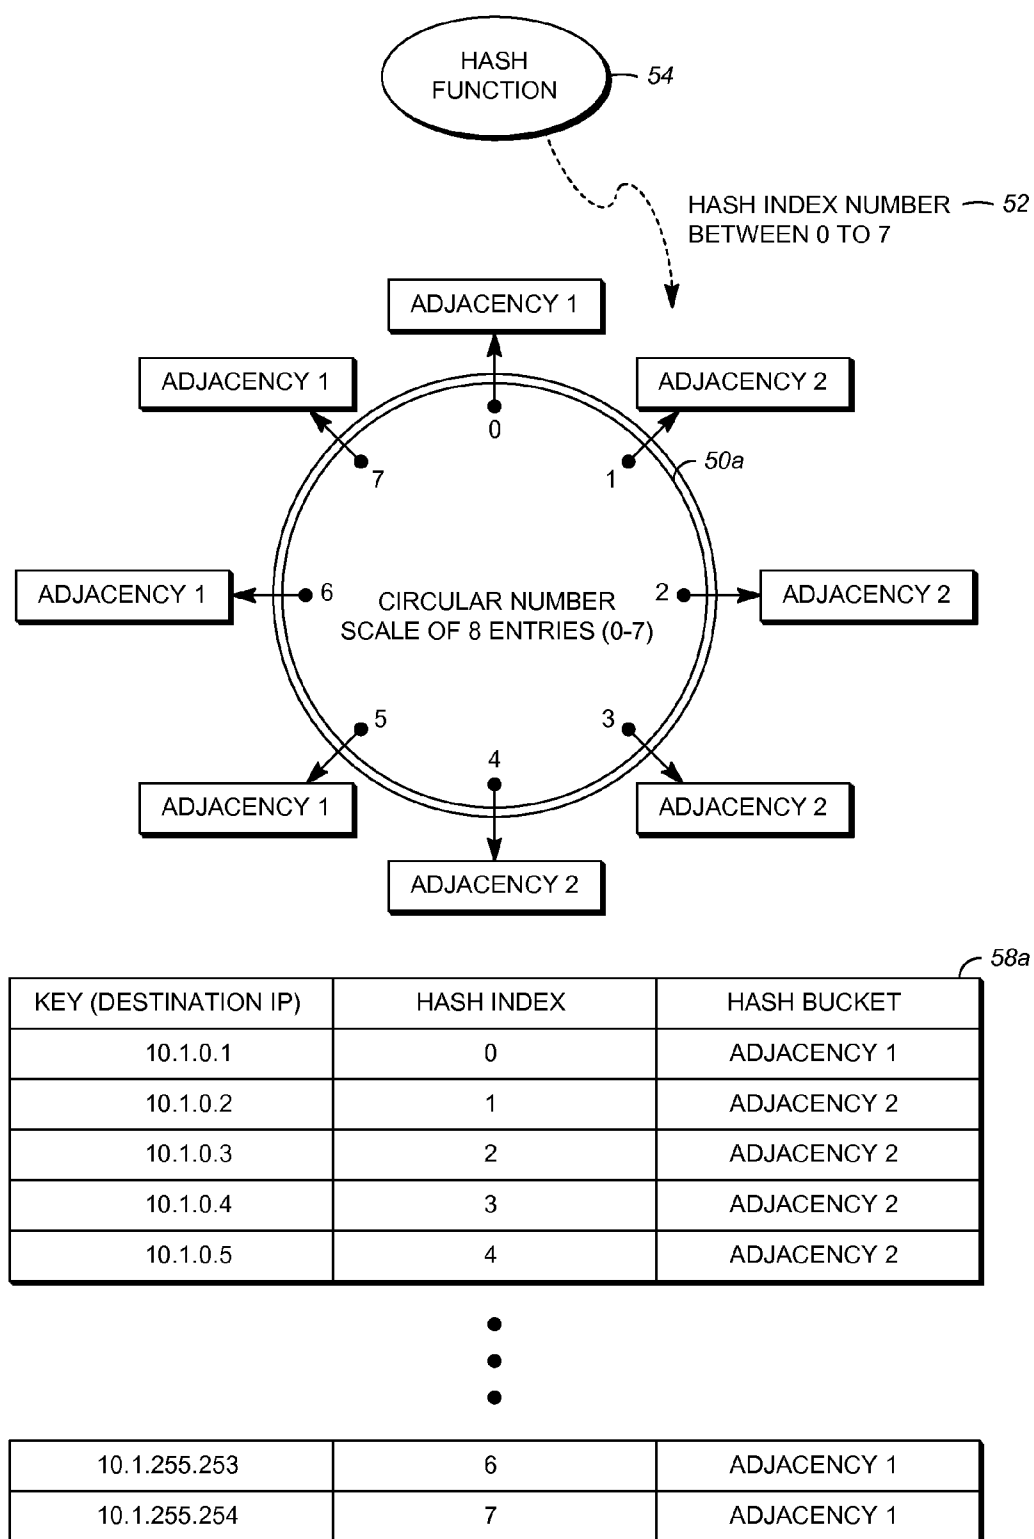 HASH
FUNCTION
54
HASH INDEX NUMBER
52
BETWEEN 0 TO 7
ADJACENCY 1
ADJACENCY 1
ADJACENCY 2
0
50a
7
1
ADJACENCY 1
6
CIRCULAR NUMBER
SCALE OF 8 ENTRIES (0-7)
2
ADJACENCY 2
5
3
4
ADJACENCY 1
ADJACENCY 2
ADJACENCY 2
58a
KEY (DESTINATION IP) HASH INDEX HASH BUCKET
10.1.0.1 0 ADJACENCY 1
10.1.0.2 1 ADJACENCY 2
10.1.0.3 2 ADJACENCY 2
10.1.0.4 3 ADJACENCY 2
10.1.0.5 4 ADJACENCY 2
10.1.255.253 6 ADJACENCY 1
10.1.255.254 7 ADJACENCY 1